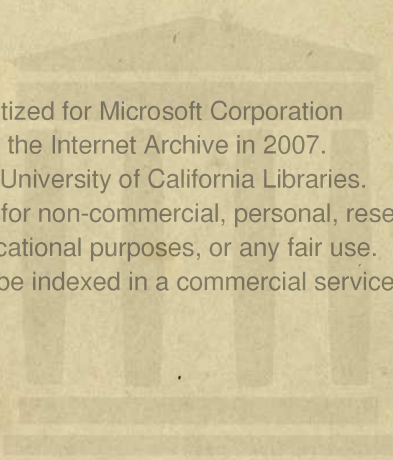 tized for Microsoft Corporation
the Internet Archive in 2007.
University of California Libraries.
for non-commercial, personal, rese
cational purposes, or any fair use.
be indexed in a commercial service